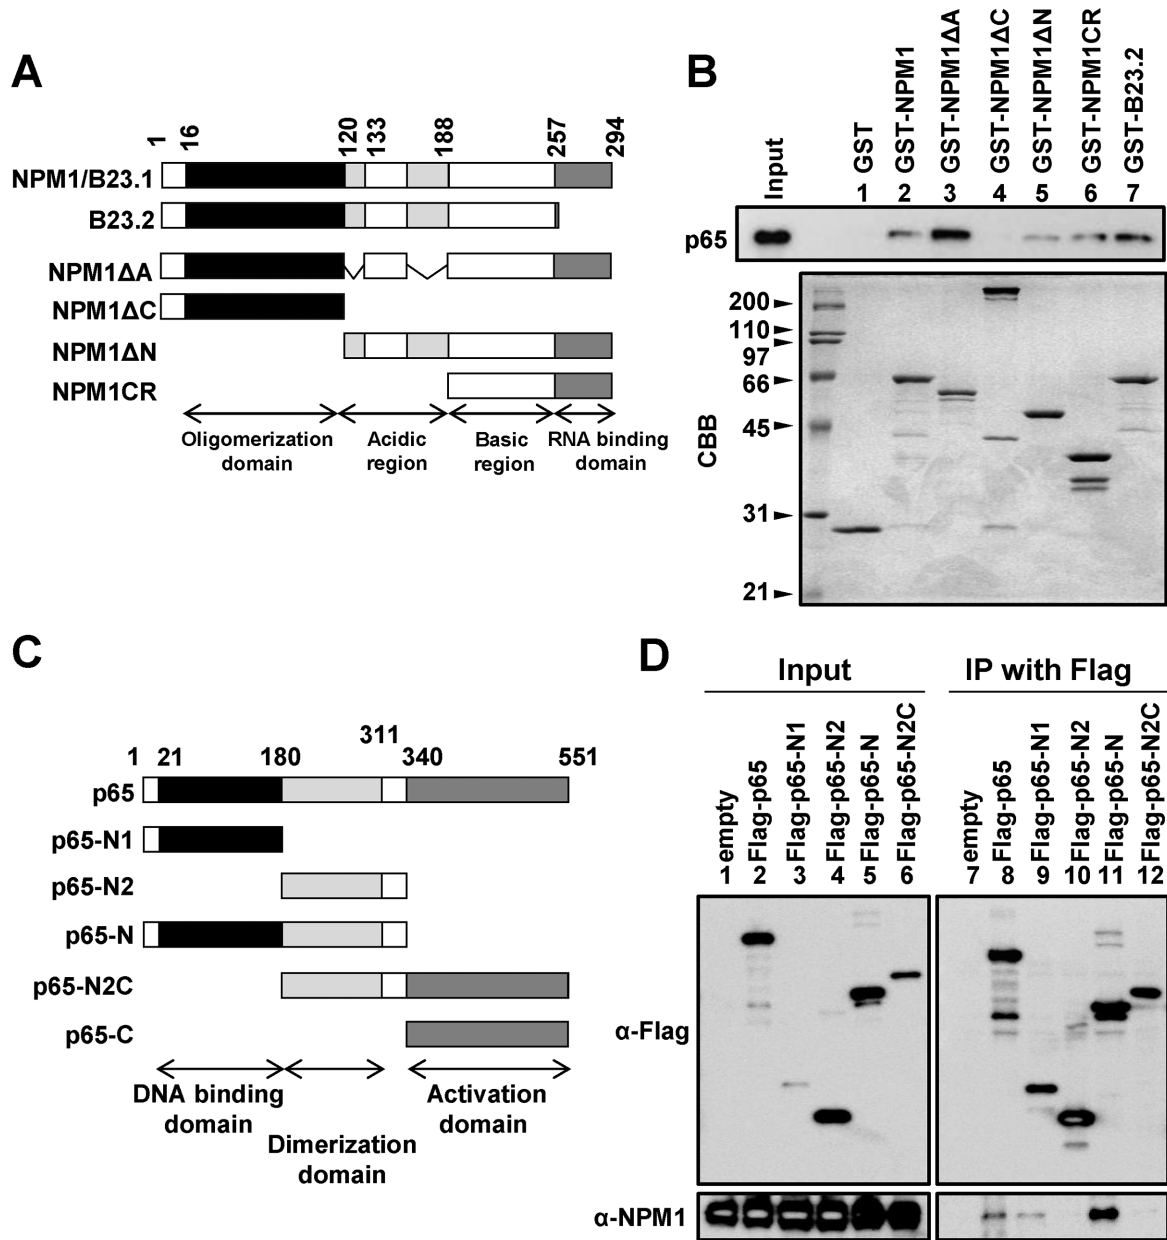 A
1 16 120 133 188 257 294
NPM1/B23.1
B23.2
NPM1ΔA
NPM1ΔC
NPM1ΔN
NPM1CR
Oligomerization
domain
Acidic
region
Basic
region
RNA binding
domain
B
Input
GST
GST-NPM1
GST-NPM1ΔA
GST-NPM1ΔC
GST-NPM1ΔN
GST-NPM1CR
GST-B23.2
1 2 3 4 5 6 7
p65
200
110
97
66
45
31
21
CBB
C
1 21 180 311 340 551
p65
p65-N1
p65-N2
p65-N
p65-N2C
p65-C
DNA binding
domain
Dimerization
domain
Activation
domain
D
Input
IP with Flag
empty
Flag-p65
Flag-p65-N1
Flag-p65-N2
Flag-p65-N
Flag-p65-N2C
empty
Flag-p65
Flag-p65-N1
Flag-p65-N2
Flag-p65-N
Flag-p65-N2C
1 2 3 4 5 6 7 8 9 10 11 12
α-Flag
α-NPM1